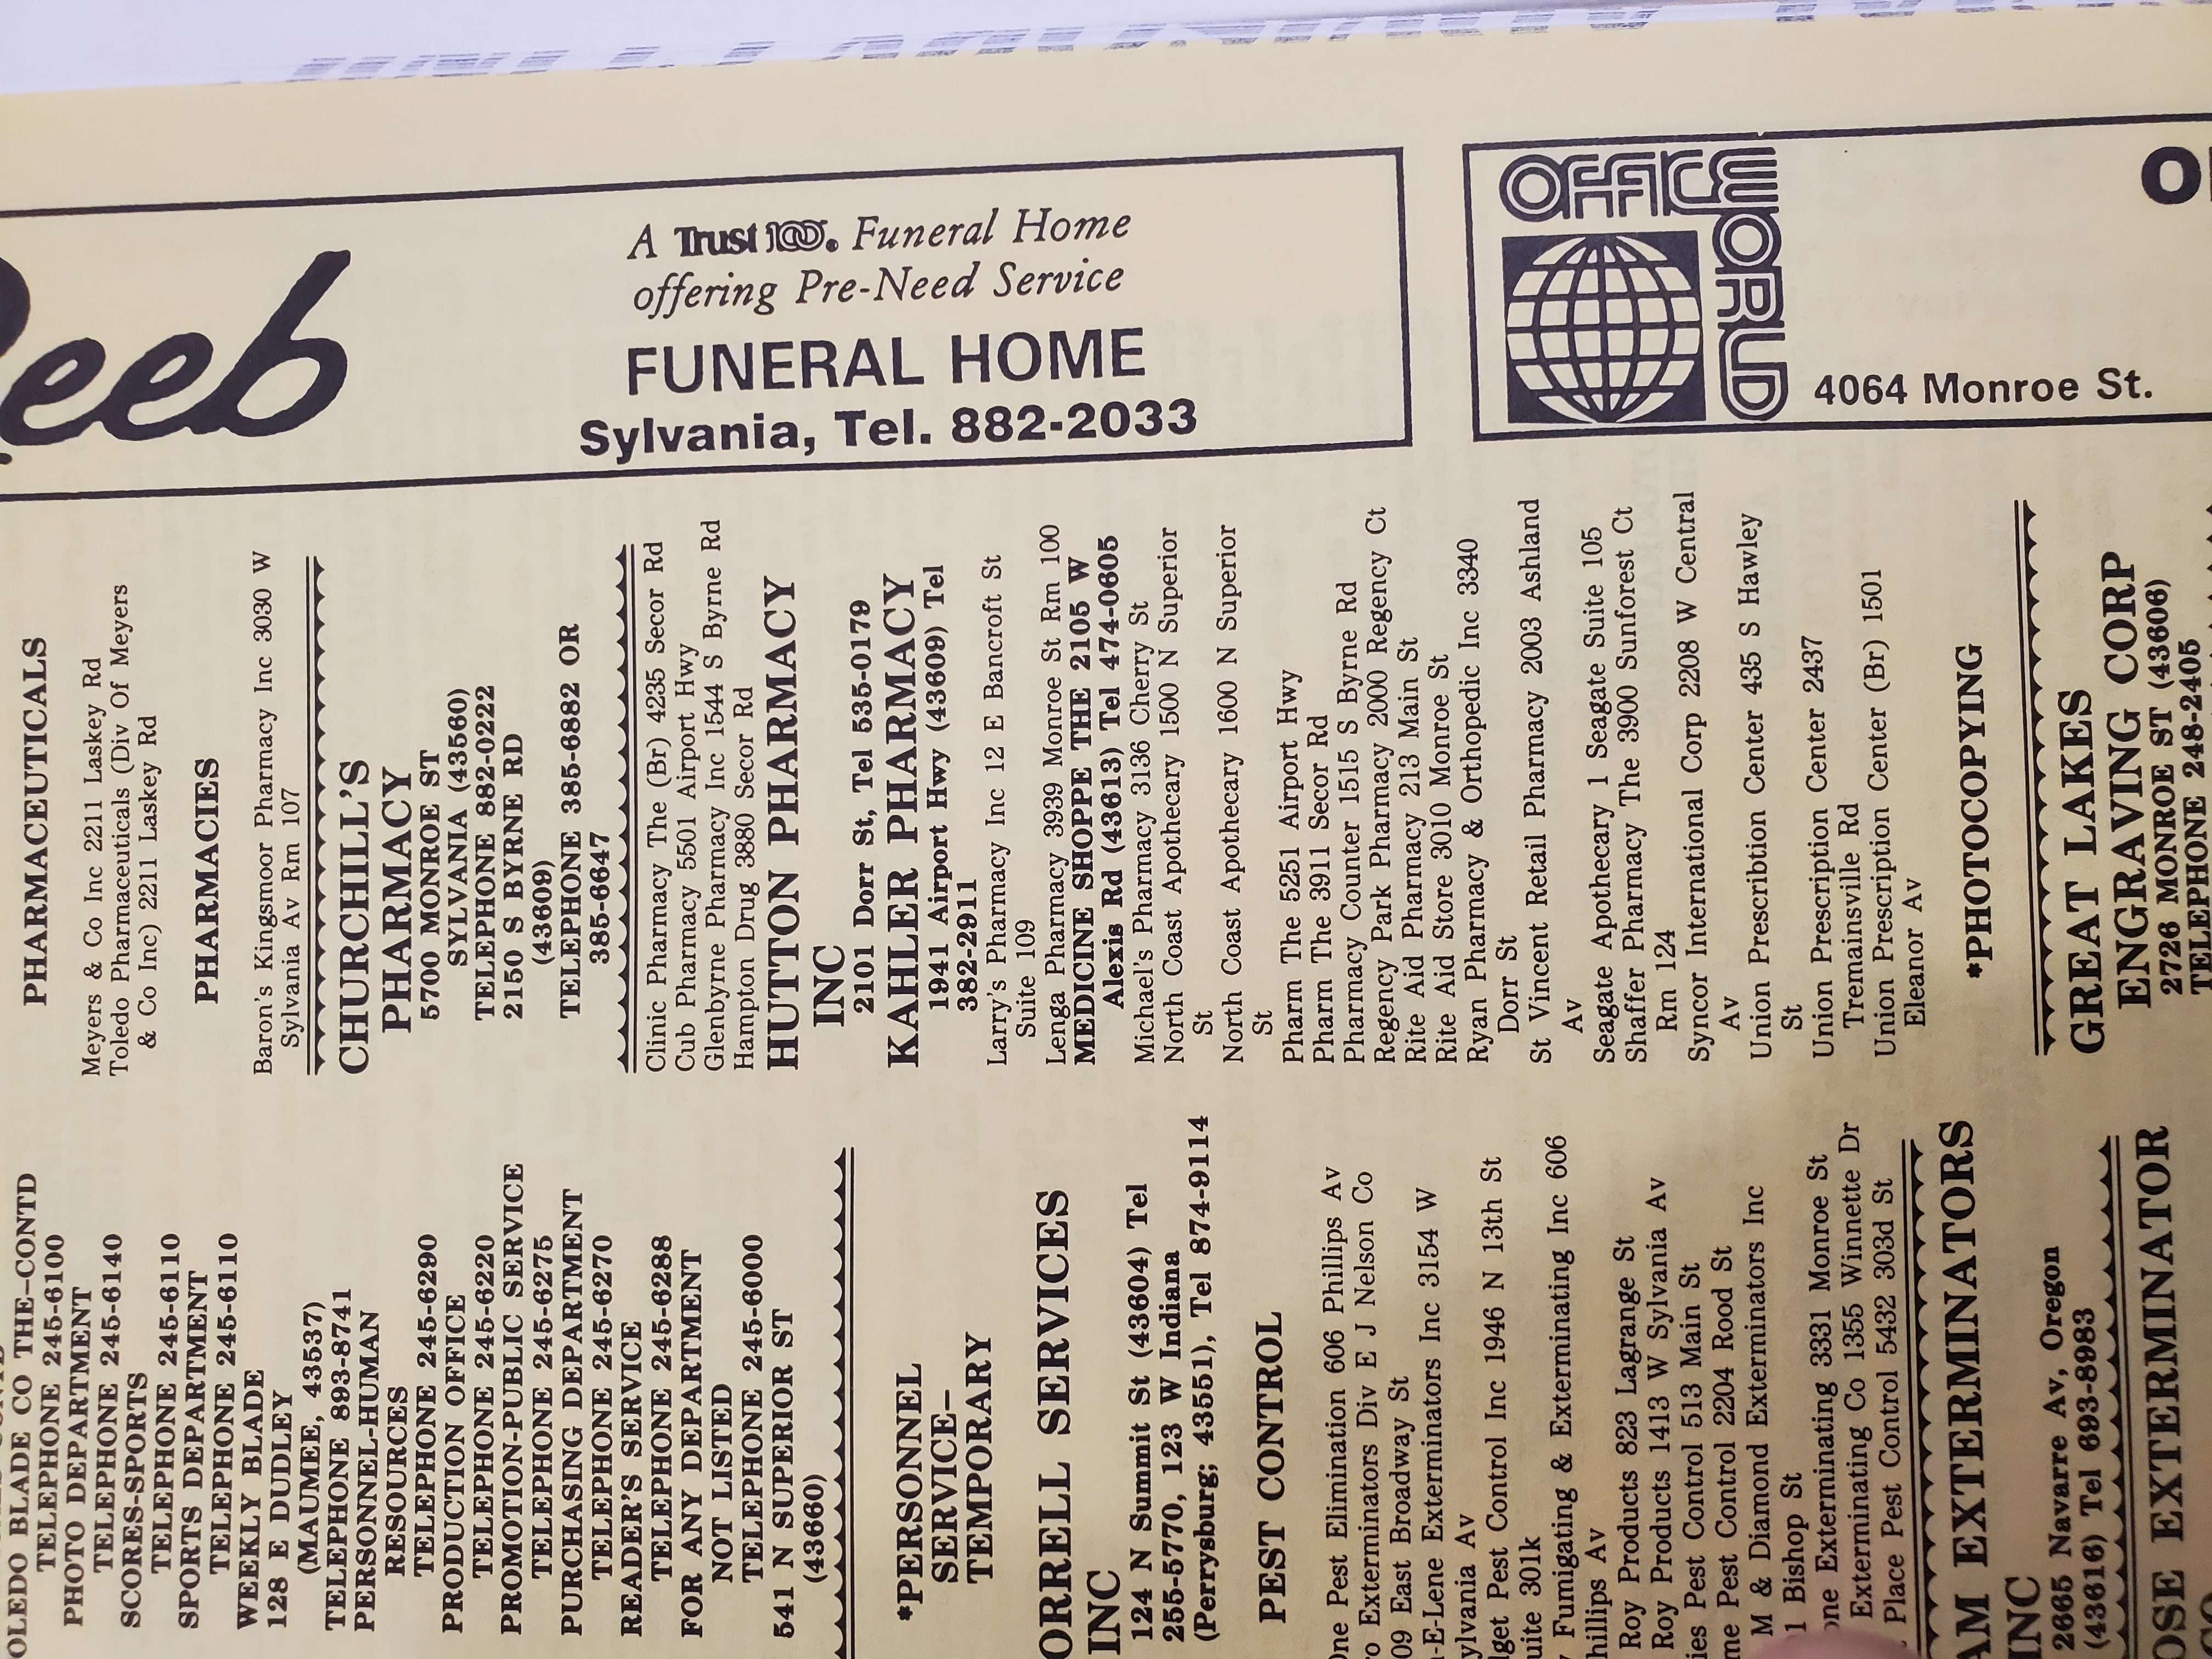 Reeb
A Trust 100. Funeral Home
offering Pre-Need Service
FUNERAL HOME
Sylvania, Tel. 882-2033
OFFICE
WORLD
4064 Monroe St.
OLEDO BLADE CO THE–CONTD
TELEPHONE 245-6100
PHOTO DEPARTMENT
TELEPHONE 245-6140
SCORES-SPORTS
TELEPHONE 245-6110
SPORTS DEPARTMENT
TELEPHONE 245-6110
WEEKLY BLADE
128 E DUDLEY
(MAUMEE, 43537)
TELEPHONE 893-8741
PERSONNEL-HUMAN
RESOURCES
TELEPHONE 245-6290
PRODUCTION OFFICE
TELEPHONE 245-6220
PROMOTION-PUBLIC SERVICE
TELEPHONE 245-6275
PURCHASING DEPARTMENT
TELEPHONE 245-6270
READER'S SERVICE
TELEPHONE 245-6288
FOR ANY DEPARTMENT
NOT LISTED
TELEPHONE 245-6000
541 N SUPERIOR ST
(43660)
*PERSONNEL
SERVICE–
TEMPORARY
ORRELL SERVICES
INC
124 N Summit St (43604) Tel
255-5770, 123 W Indiana
(Perrysburg; 43551), Tel 874-9114
PEST CONTROL
One Pest Elimination 606 Phillips Av
ro Exterminators Div E J Nelson Co
09 East Broadway St
-E-Lene Exterminators Inc 3154 W
ylvania Av
dget Pest Control Inc 1946 N 13th St
uite 301k
Fumigating & Exterminating Inc 606
hillips Av
Roy Products 823 Lagrange St
Roy Products 1413 W Sylvania Av
ies Pest Control 513 Main St
me Pest Control 2204 Rood St
M & Diamond Exterminators Inc
1 Bishop St
one Exterminating 3331 Monroe St
Exterminating Co 1355 Winnette Dr
Place Pest Control 5432 303d St
AM EXTERMINATORS
INC
2665 Navarre Av, Oregon
(43616) Tel 693-8983
OSE EXTERMINATOR
PHARMACEUTICALS
Meyers & Co Inc 2211 Laskey Rd
Toledo Pharmaceuticals (Div Of Meyers
& Co Inc) 2211 Laskey Rd
PHARMACIES
Baron's Kingsmoor Pharmacy Inc 3030 W
Sylvania Av Rm 107
CHURCHILL'S
PHARMACY
5700 MONROE ST
SYLVANIA (43560)
TELEPHONE 882-0222
2150 S BYRNE RD
(43609)
TELEPHONE 385-6882 OR
385-6647
Clinic Pharmacy The (Br) 4235 Secor Rd
Cub Pharmacy 5501 Airport Hwy
Glenbyrne Pharmacy Inc 1544 S Byrne Rd
Hampton Drug 3880 Secor Rd
HUTTON PHARMACY
INC
2101 Dorr St, Tel 535-0179
KAHLER PHARMACY
1941 Airport Hwy (43609) Tel
382-2911
Larry's Pharmacy Inc 12 E Bancroft St
Suite 109
Lenga Pharmacy 3939 Monroe St Rm 100
MEDICINE SHOPPE THE 2105 W
Alexis Rd (43613) Tel 474-0605
Michael's Pharmacy 3136 Cherry St
North Coast Apothecary 1500 N Superior
St
North Coast Apothecary 1600 N Superior
St
Pharm The 5251 Airport Hwy
Pharm The 3911 Secor Rd
Pharmacy Counter 1515 S Byrne Rd
Regency Park Pharmacy 2000 Regency Ct
Rite Aid Pharmacy 213 Main St
Rite Aid Store 3010 Monroe St
Ryan Pharmacy & Orthopedic Inc 3340
Dorr St
St Vincent Retail Pharmacy 2003 Ashland
Av
Seagate Apothecary 1 Seagate Suite 105
Shaffer Pharmacy The 3900 Sunforest Ct
Rm 124
Syncor International Corp 2208 W Central
Av
Union Prescribtion Center 435 S Hawley
St
Union Prescription Center 2437
Tremainsville Rd
Union Prescription Center (Br) 1501
Eleanor Av
*PHOTOCOPYING
GREAT LAKES
ENGRAVING CORP
2726 MONROE ST (43606)
TELEPHONE 248-2405